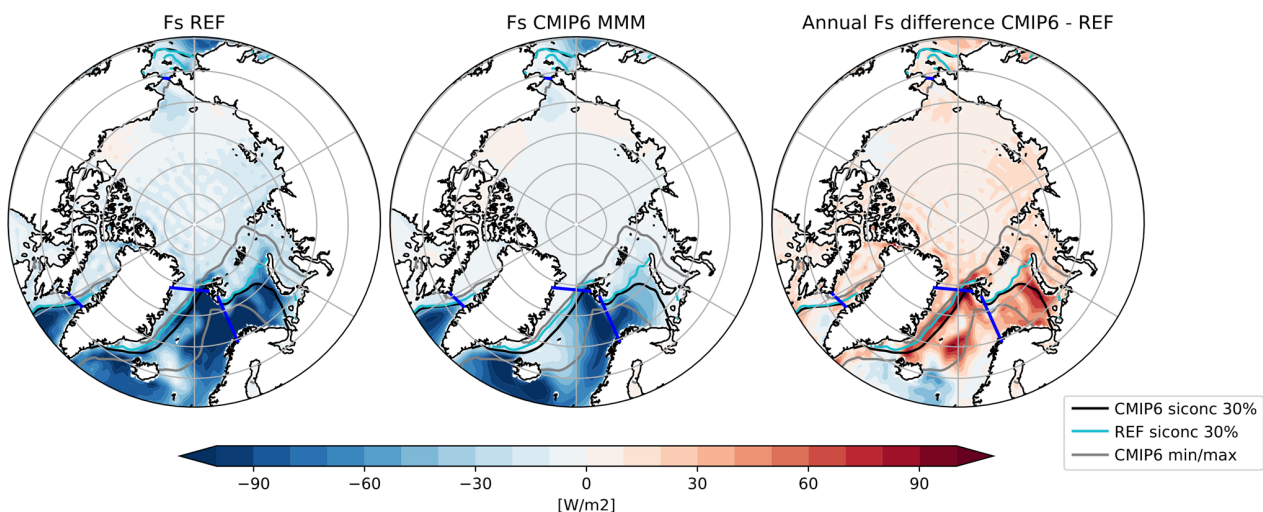 Fs REF
Fs CMIP6 MMM
Annual Fs difference CMIP6 - REF
CMIP6 siconc 30%
REF siconc 30%
CMIP6 min/max
−90 −60 −30 0 30 60 90
[W/m2]